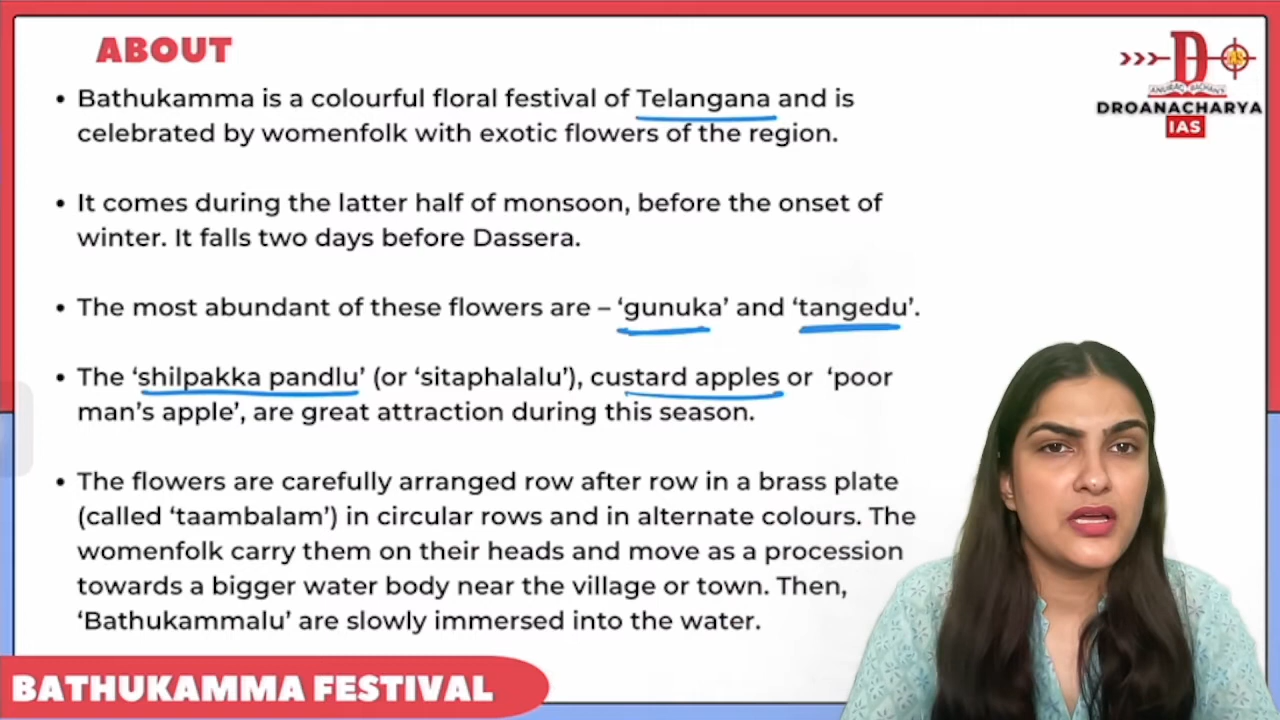 ABOUT
• Bathukamma is a colourful floral festival of Telangana and is
celebrated by womenfolk with exotic flowers of the region.
• It comes during the latter half of monsoon, before the onset of
winter. It falls two days before Dassera.
• The most abundant of these flowers are – ‘gunuka’ and ‘tangedu’.
• The ‘shilpakka pandlu’ (or ‘sitaphalalu’), custard apples or ‘poor
man’s apple’, are great attraction during this season.
• The flowers are carefully arranged row after row in a brass plate
(called ‘taambalam’) in circular rows and in alternate colours. The
womenfolk carry them on their heads and move as a procession
towards a bigger water body near the village or town. Then,
‘Bathukammalu’ are slowly immersed into the water.
BATHUKAMMA FESTIVAL
D
IAS
DROANACHARYA
IAS